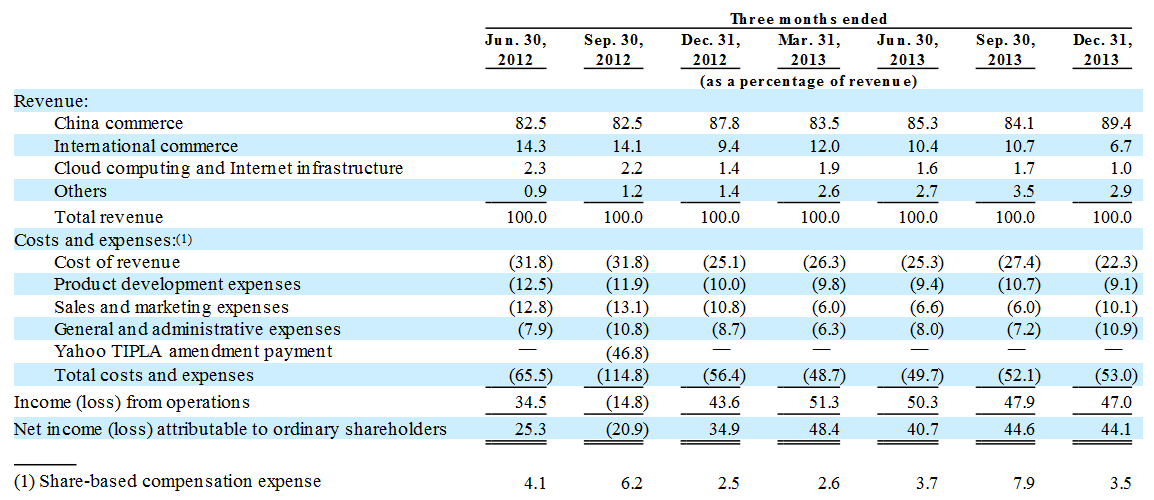 Three months ended
Jun. 30, Sep. 30, Dec. 31, Mar. 31, Jun. 30, Sep. 30, Dec. 31,
2012 2012 2012 2013 2013 2013 2013
(as a percentage of revenue)
Revenue:
China commerce 82.5 82.5 87.8 83.5 85.3 84.1 89.4
International commerce 14.3 14.1 9.4 12.0 10.4 10.7 6.7
Cloud computing and Internet infrastructure 2.3 2.2 1.4 1.9 1.6 1.7 1.0
Others 0.9 1.2 1.4 2.6 2.7 3.5 2.9
Total revenue 100.0 100.0 100.0 100.0 100.0 100.0 100.0
Costs and expenses:(1)
Cost of revenue (31.8) (31.8) (25.1) (26.3) (25.3) (27.4) (22.3)
Product development expenses (12.5) (11.9) (10.0) (9.8) (9.4) (10.7) (9.1)
Sales and marketing expenses (12.8) (13.1) (10.8) (6.0) (6.6) (6.0) (10.1)
General and administrative expenses (7.9) (10.8) (8.7) (6.3) (8.0) (7.2) (10.9)
Yahoo TIPLA amendment payment — (46.8) — — — — —
Total costs and expenses (65.5) (114.8) (56.4) (48.7) (49.7) (52.1) (53.0)
Income (loss) from operations 34.5 (14.8) 43.6 51.3 50.3 47.9 47.0
Net income (loss) attributable to ordinary shareholders 25.3 (20.9) 34.9 48.4 40.7 44.6 44.1
(1) Share-based compensation expense 4.1 6.2 2.5 2.6 3.7 7.9 3.5